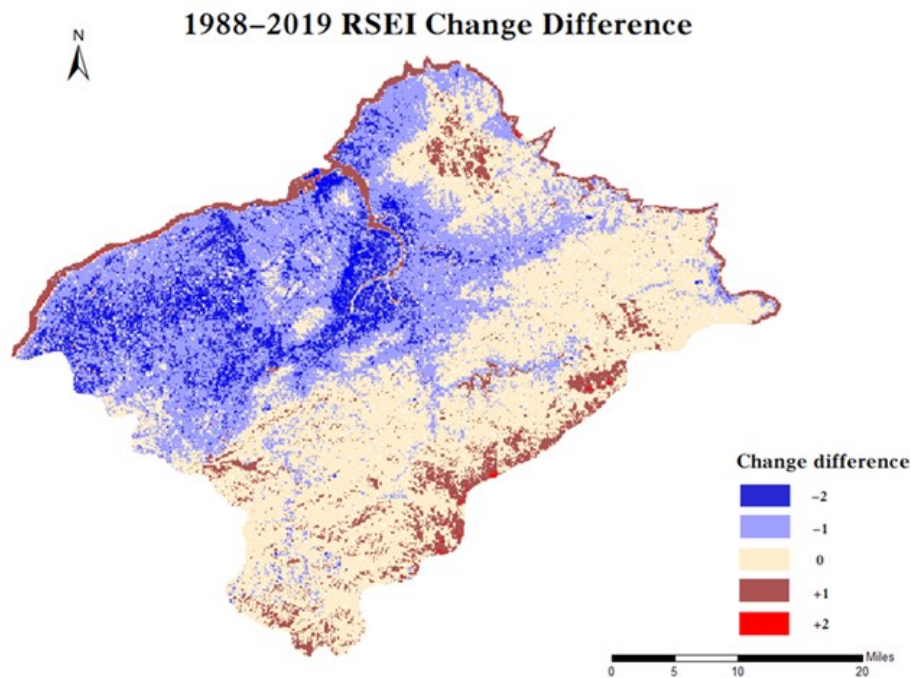 1988–2019 RSEI Change Difference
N
Change difference
−2
−1
0
+1
+2
Miles
0 5 10 20